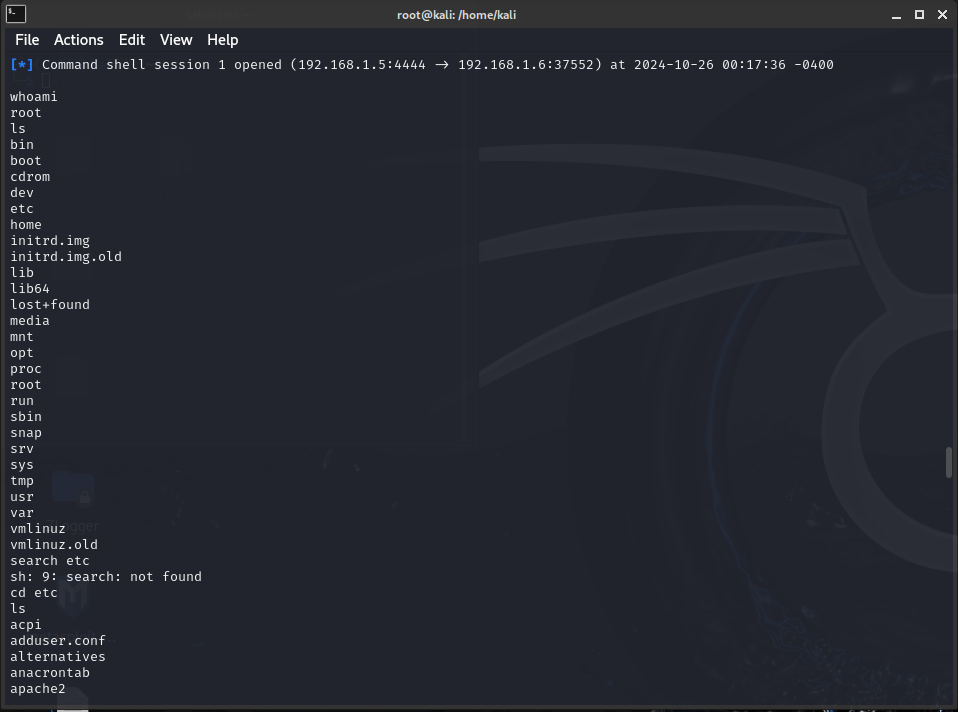 root@kali: /home/kali
File Actions Edit View Help
[*] Command shell session 1 opened (192.168.1.5:4444 → 192.168.1.6:37552) at 2024-10-26 00:17:36 -0400
whoami
root
ls
bin
boot
cdrom
dev
etc
home
initrd.img
initrd.img.old
lib
lib64
lost+found
media
mnt
opt
proc
root
run
sbin
snap
srv
sys
tmp
usr
var
vmlinuz
vmlinuz.old
search etc
sh: 9: search: not found
cd etc
ls
acpi
adduser.conf
alternatives
anacrontab
apache2